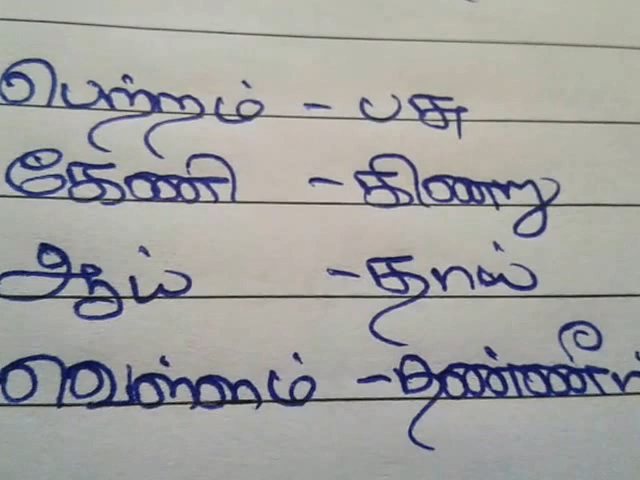 பெற்றம் - பசு
கேணி - கிணறு
ஆய் - தாய்
வெள்ளம் - தண்ணீர்